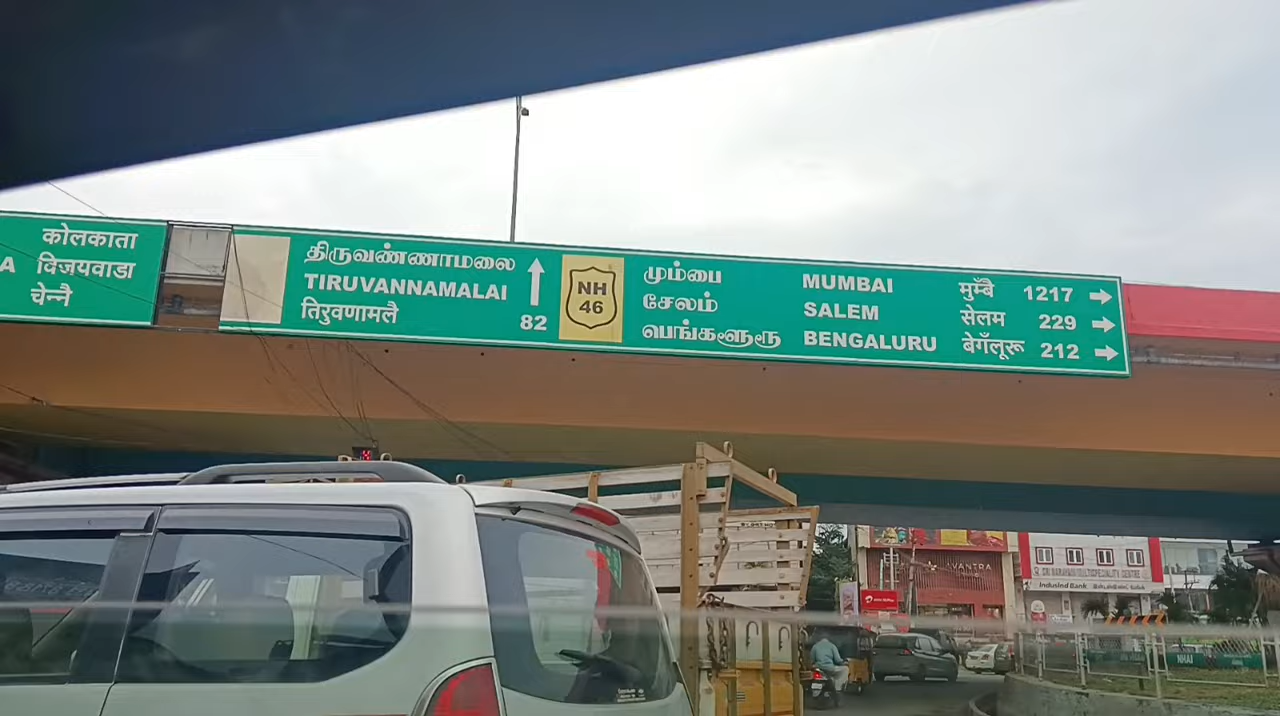 कोलकाता
A विजयवाडा
चेन्नै
திருவண்ணாமலை
TIRUVANNAMALAI
तिरुवणामलै
82
NH
46
மும்பை MUMBAI मुम्बै 1217
சேலம் SALEM सेलम 229
பெங்களூரு BENGALURU बेगॅलूरू 212
AVANTRA
IndusInd Bank
NHAI